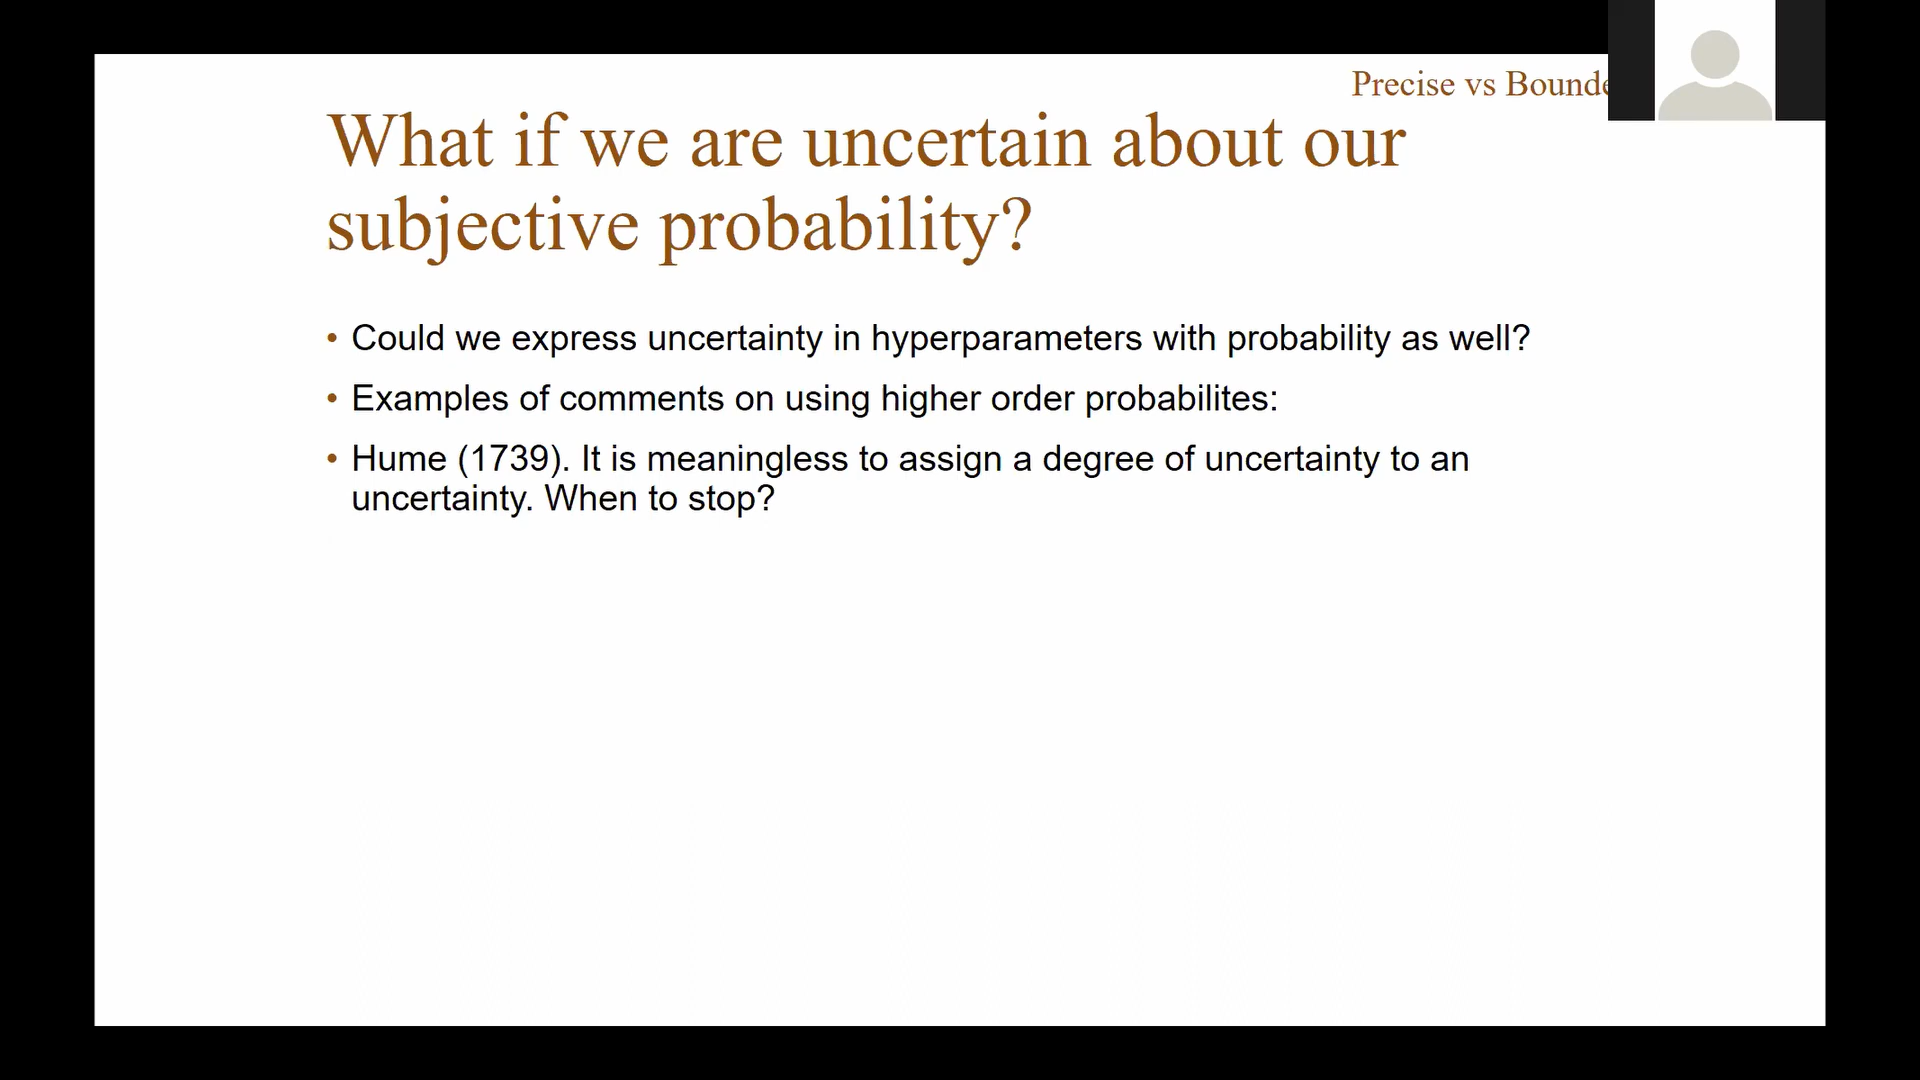 Precise vs Bounde
What if we are uncertain about our
subjective probability?
• Could we express uncertainty in hyperparameters with probability as well?
• Examples of comments on using higher order probabilites:
• Hume (1739). It is meaningless to assign a degree of uncertainty to an
uncertainty. When to stop?